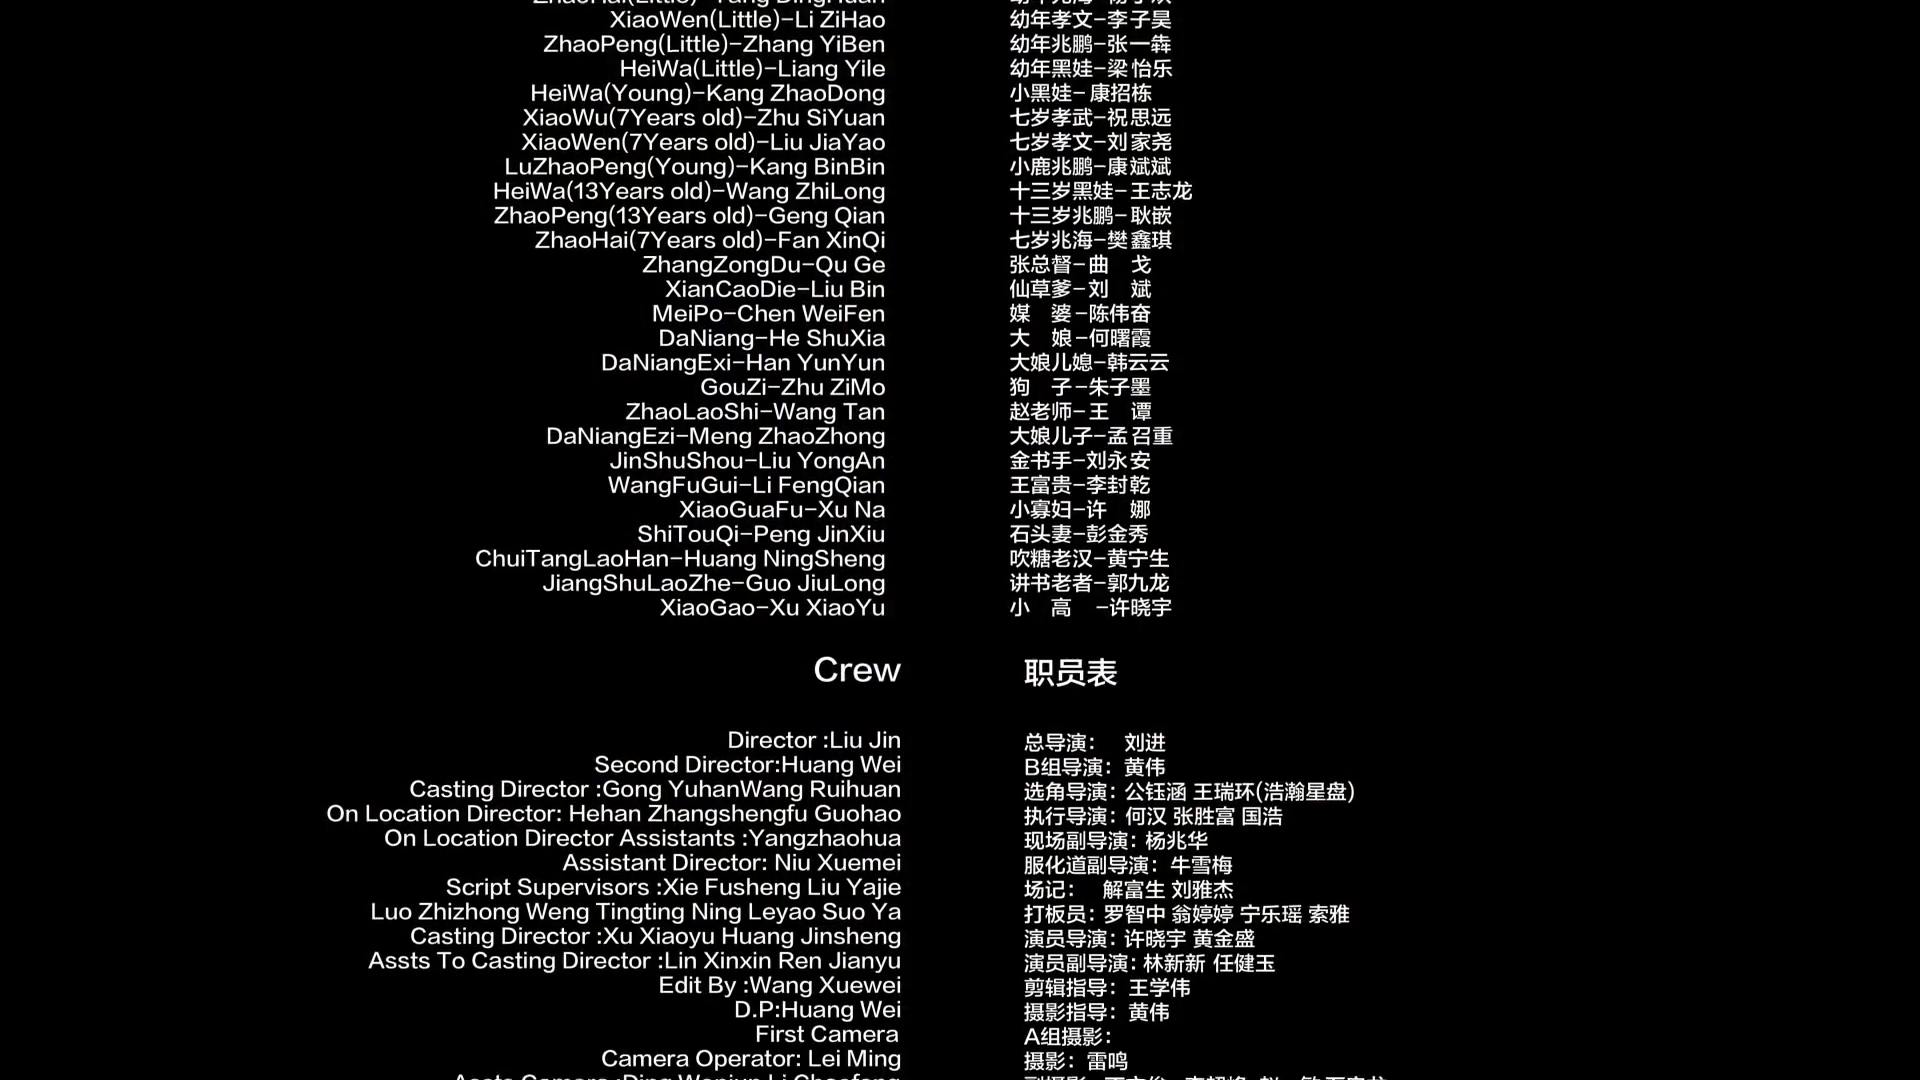 XiaoWen(Little)-Li ZiHao 幼年孝文-李子昊
ZhaoPeng(Little)-Zhang YiBen 幼年兆鹏-张一犇
HeiWa(Little)-Liang Yile 幼年黑娃-梁怡乐
HeiWa(Young)-Kang ZhaoDong 小黑娃-康招栋
XiaoWu(7Years old)-Zhu SiYuan 七岁孝武-祝思远
XiaoWen(7Years old)-Liu JiaYao 七岁孝文-刘家尧
LuZhaoPeng(Young)-Kang BinBin 小鹿兆鹏-康斌斌
HeiWa(13Years old)-Wang ZhiLong 十三岁黑娃-王志龙
ZhaoPeng(13Years old)-Geng Qian 十三岁兆鹏-耿嵌
ZhaoHai(7Years old)-Fan XinQi 七岁兆海-樊鑫琪
ZhangZongDu-Qu Ge 张总督-曲 戈
XianCaoDie-Liu Bin 仙草爹-刘 斌
MeiPo-Chen WeiFen 媒 婆-陈伟奋
DaNiang-He ShuXia 大 娘-何曙霞
DaNiangExi-Han YunYun 大娘儿媳-韩云云
GouZi-Zhu ZiMo 狗 子-朱子墨
ZhaoLaoShi-Wang Tan 赵老师-王 谭
DaNiangEzi-Meng ZhaoZhong 大娘儿子-孟召重
JinShuShou-Liu YongAn 金书手-刘永安
WangFuGui-Li FengQian 王富贵-李封乾
XiaoGuaFu-Xu Na 小寡妇-许 娜
ShiTouQi-Peng JinXiu 石头妻-彭金秀
ChuiTangLaoHan-Huang NingSheng 吹糖老汉-黄宁生
JiangShuLaoZhe-Guo JiuLong 讲书老者-郭九龙
XiaoGao-Xu XiaoYu 小 高 -许晓宇
Crew 职员表
Director :Liu Jin 总导演： 刘进
Second Director:Huang Wei B组导演：黄伟
Casting Director :Gong YuhanWang Ruihuan 选角导演：公钰涵 王瑞环(浩瀚星盘)
On Location Director: Hehan Zhangshengfu Guohao 执行导演：何汉 张胜富 国浩
On Location Director Assistants :Yangzhaohua 现场副导演：杨兆华
Assistant Director: Niu Xuemei 服化道副导演：牛雪梅
Script Supervisors :Xie Fusheng Liu Yajie 场记： 解富生 刘雅杰
Luo Zhizhong Weng Tingting Ning Leyao Suo Ya 打板员：罗智中 翁婷婷 宁乐瑶 索雅
Casting Director :Xu Xiaoyu Huang Jinsheng 演员导演：许晓宇 黄金盛
Assts To Casting Director :Lin Xinxin Ren Jianyu 演员副导演：林新新 任健玉
Edit By :Wang Xuewei 剪辑指导：王学伟
D.P:Huang Wei 摄影指导：黄伟
First Camera A组摄影：
Camera Operator: Lei Ming 摄影：雷鸣